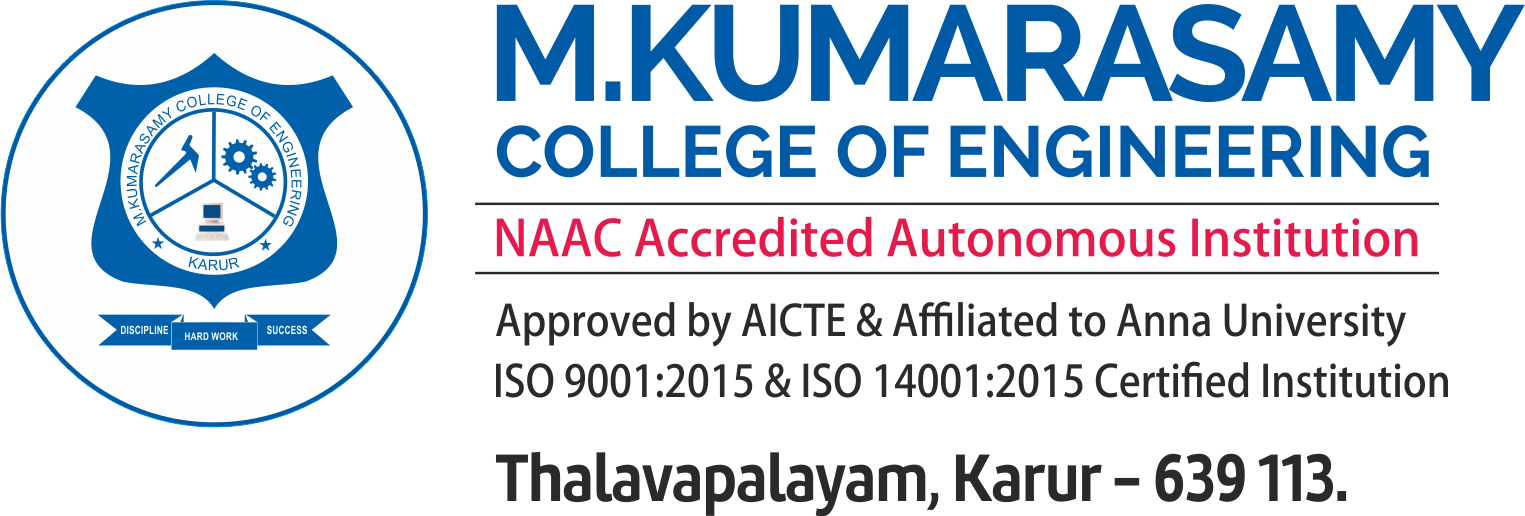 M.KUMARASAMY COLLEGE OF ENGINEERING
KARUR
DISCIPLINE
HARD WORK
SUCCESS
M.KUMARASAMY
COLLEGE OF ENGINEERING
NAAC Accredited Autonomous Institution
Approved by AICTE & Affiliated to Anna University
ISO 9001:2015 & ISO 14001:2015 Certified Institution
Thalavapalayam, Karur – 639 113.